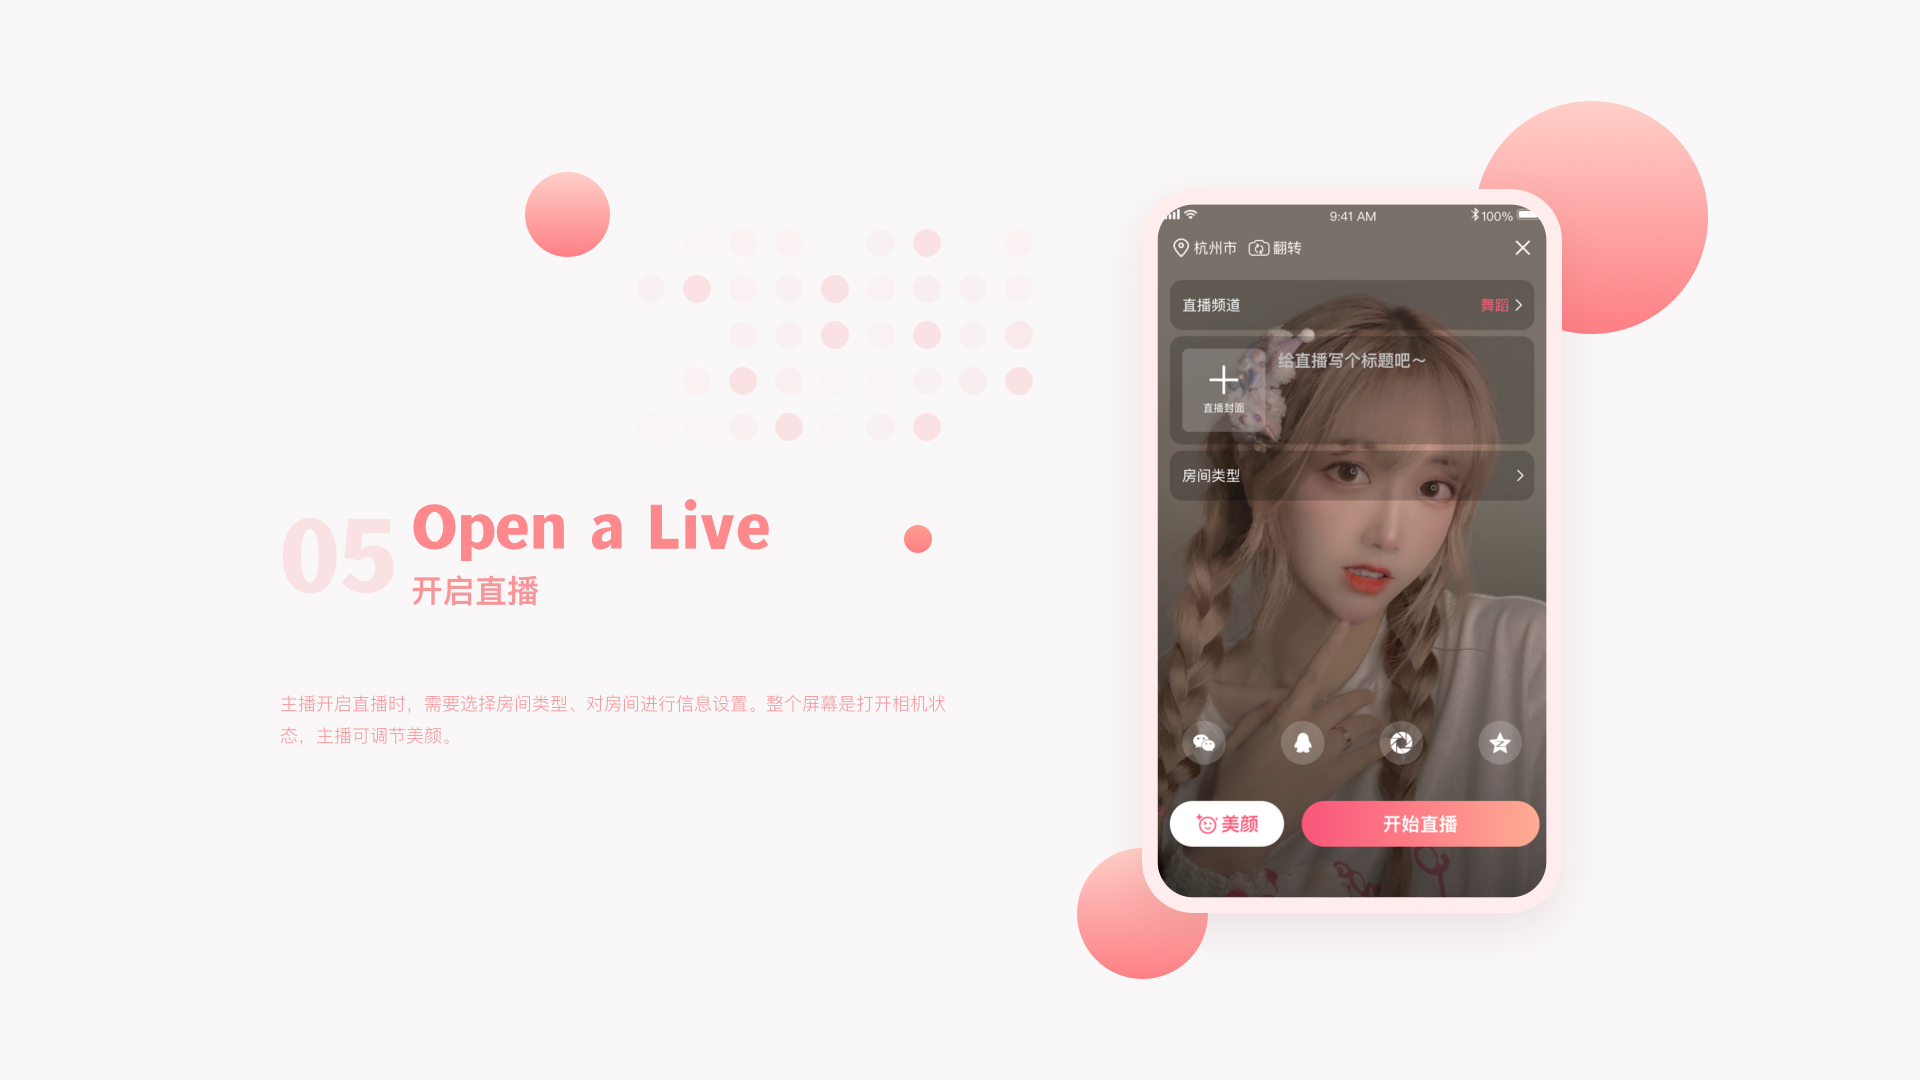 05
Open a Live
开启直播
主播开启直播时，需要选择房间类型、对房间进行信息设置。整个屏幕是打开相机状
态，主播可调节美颜。
9:41 AM
100%
杭州市
翻转
直播频道
舞蹈
给直播写个标题吧～
直播封面
房间类型
美颜
开始直播